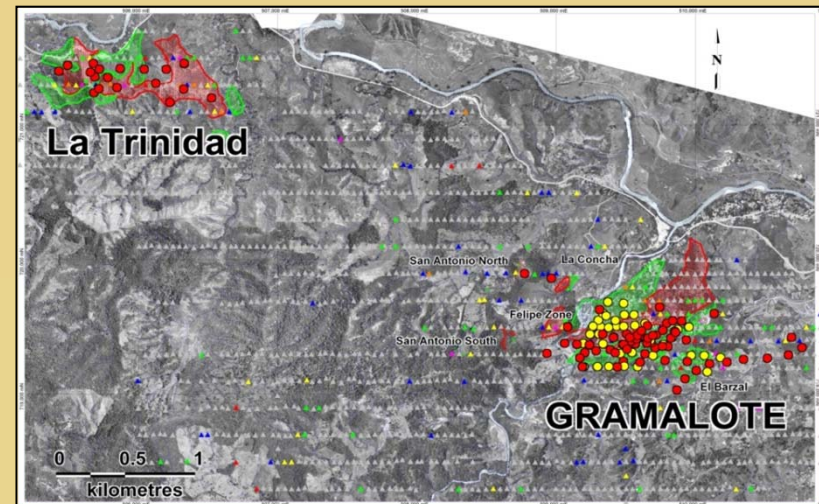 N
La Trinidad
San Antonio North
La Concha
Felipe Zone
San Antonio South
El Barzal
GRAMALOTE
0 0.5 1
kilometres